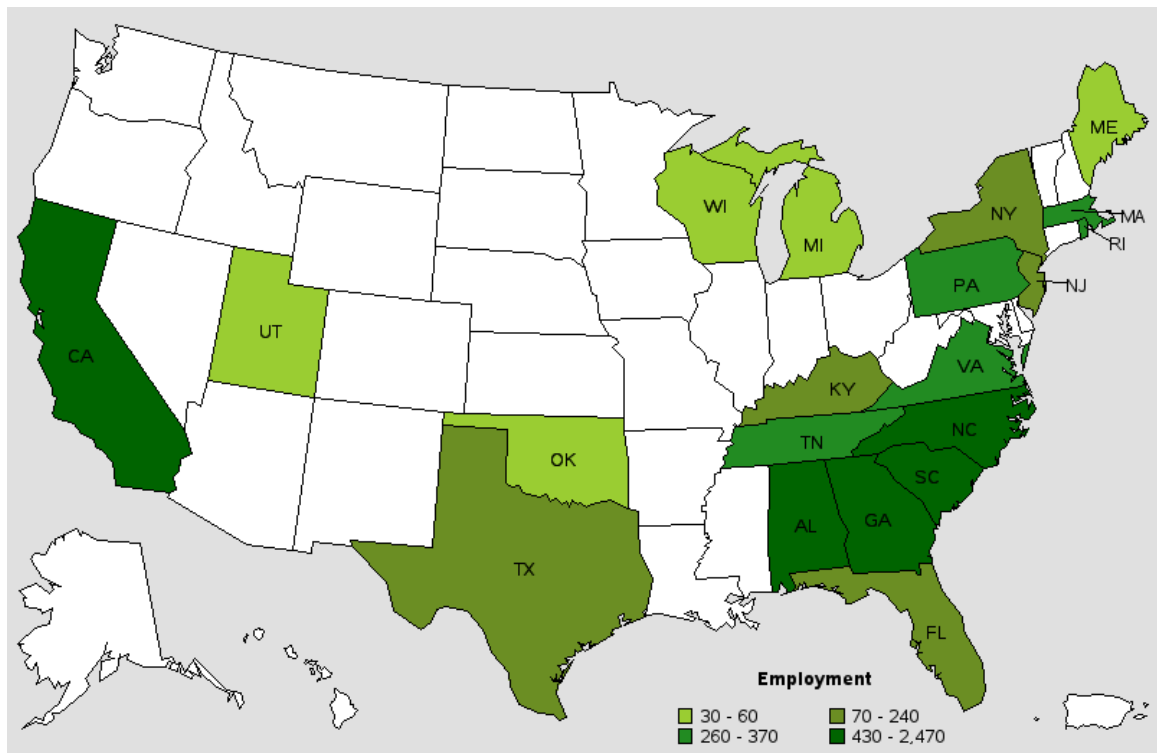 ME
WI
NY
MA
MI
RI
PA
NJ
UT
CA
VA
KY
TN
NC
OK
SC
AL
GA
TX
FL
Employment
30 - 60
70 - 240
260 - 370
430 - 2,470